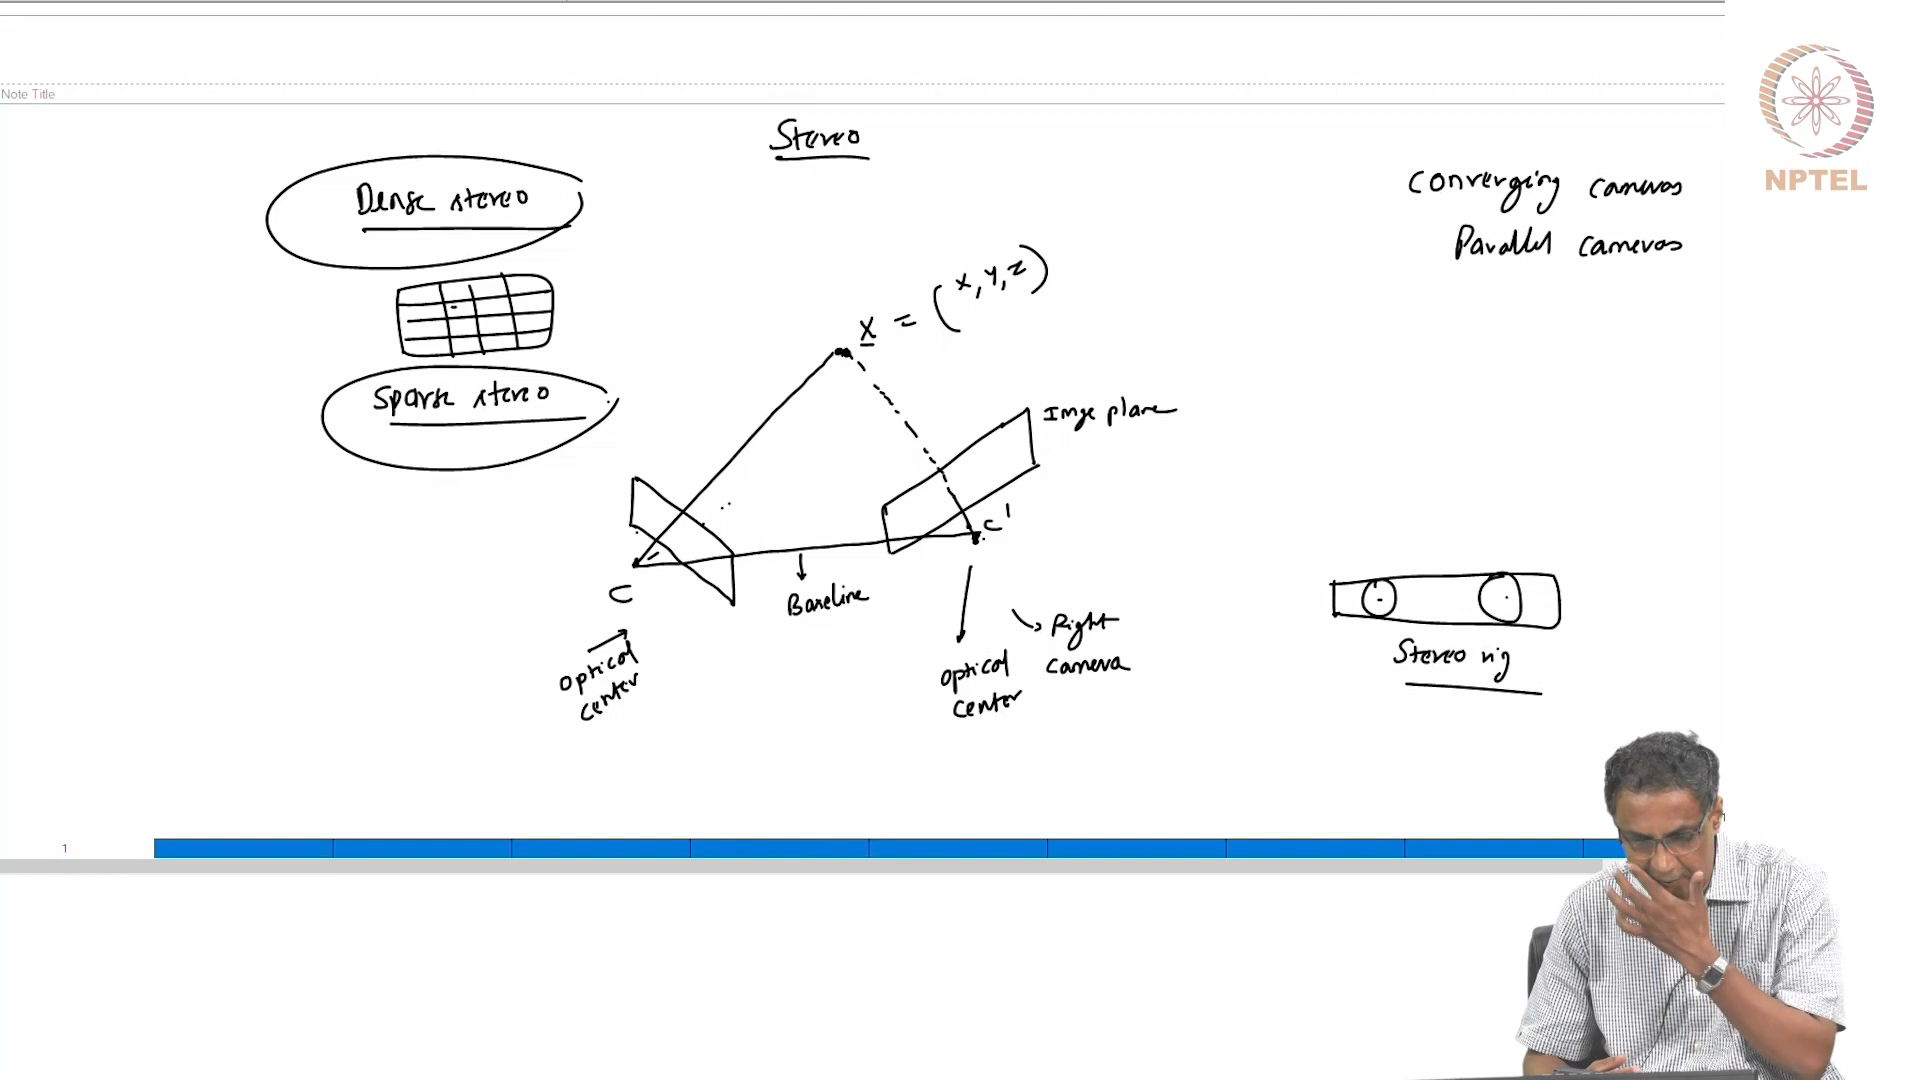 Note Title
Stereo
NPTEL
Dense stereo
Converging cameras
Parallel cameras
X = (X, Y, Z)
Sparse stereo
Imge plane
C'
C
Baseline
Right
camera
optical
center
optical
center
Stereo rig
1